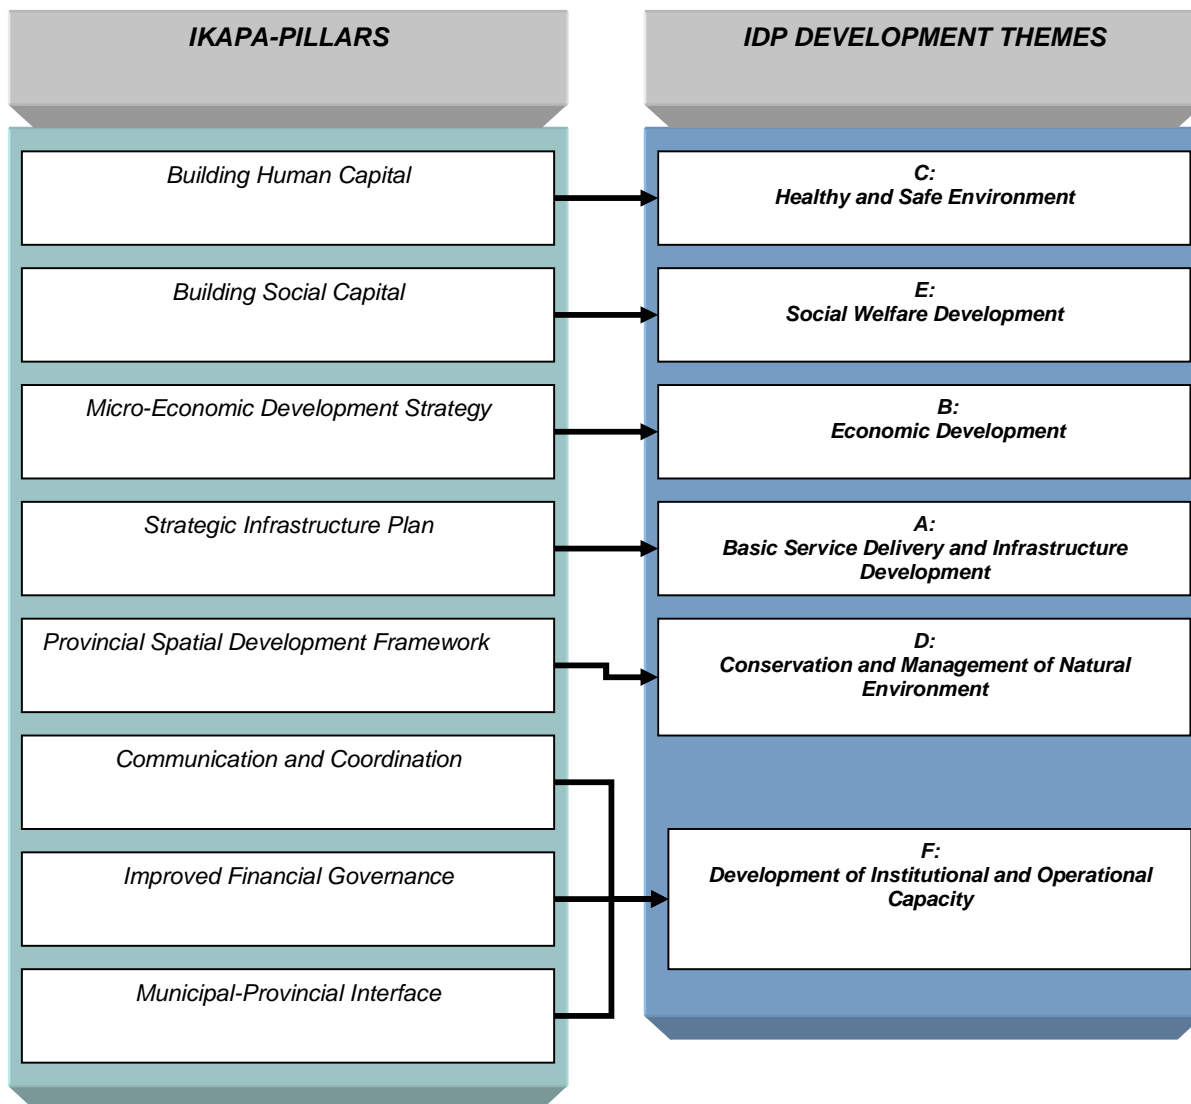 IKAPA-PILLARS
IDP DEVELOPMENT THEMES
Building Human Capital
C:
Healthy and Safe Environment
Building Social Capital
E:
Social Welfare Development
Micro-Economic Development Strategy
B:
Economic Development
Strategic Infrastructure Plan
A:
Basic Service Delivery and Infrastructure
Development
Provincial Spatial Development Framework
D:
Conservation and Management of Natural
Environment
Communication and Coordination
Improved Financial Governance
Municipal-Provincial Interface
F:
Development of Institutional and Operational
Capacity